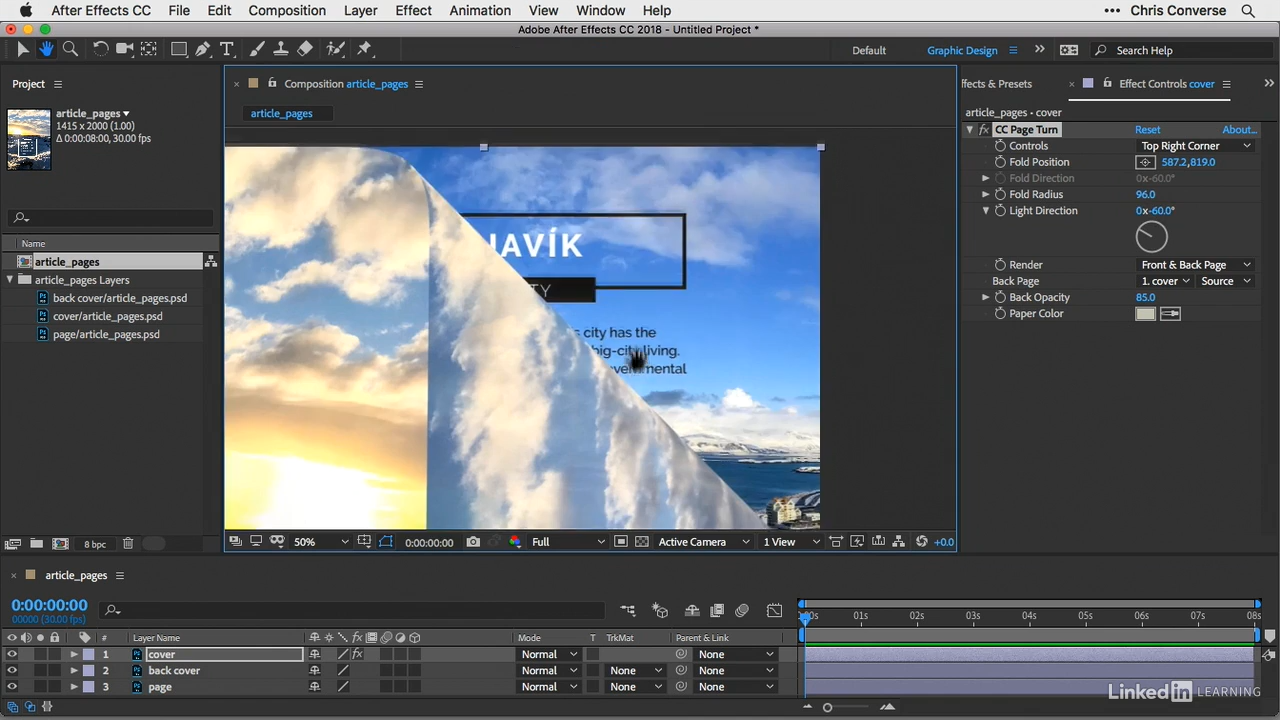 After Effects CC File Edit Composition Layer Effect Animation View Window Help Chris Converse
Adobe After Effects CC 2018 - Untitled Project *
Default Graphic Design Search Help
Project
Composition article_pages
ffects & Presets Effect Controls cover
article_pages
1415 x 2000 (1.00)
Δ 0:00:08:00, 30.00 fps
article_pages
article_pages • cover
fx CC Page Turn Reset About...
Controls Top Right Corner
Fold Position 587.2,819.0
Fold Direction 0x-60.0°
Fold Radius 96.0
Light Direction 0x-60.0°
Render Front & Back Page
Back Page 1. cover Source
Back Opacity 85.0
Paper Color
Name
article_pages
article_pages Layers
back cover/article_pages.psd
cover/article_pages.psd
page/article_pages.psd
JAVÍK
TY
s city has the
big-city living.
vernmental
8 bpc
50% 0:00:00:00 Full Active Camera 1 View +0.0
article_pages
0:00:00:00
00000 (30.00 fps)
:00s 01s 02s 03s 04s 05s 06s 07s 08s
# Layer Name Mode T TrkMat Parent & Link
1 cover fx Normal None
2 back cover Normal None None
3 page Normal None None
Linked in LEARNING